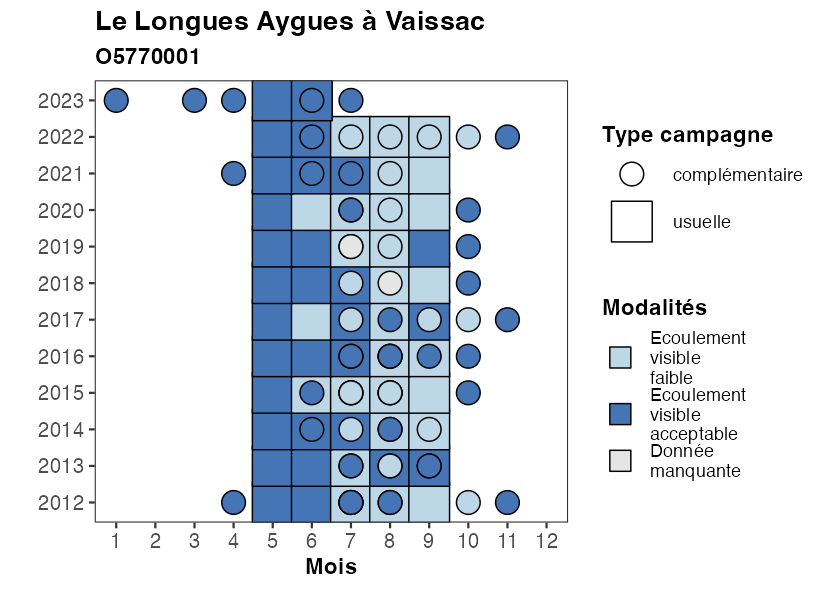 Le Longues Aygues à Vaissac
O5770001
2023
2022
2021
2020
2019
2018
2017
2016
2015
2014
2013
2012
1 2 3 4 5 6 7 8 9 10 11 12
Mois
Type campagne
complémentaire
usuelle
Modalités
Ecoulement
visible
faible
Ecoulement
visible
acceptable
Donnée
manquante